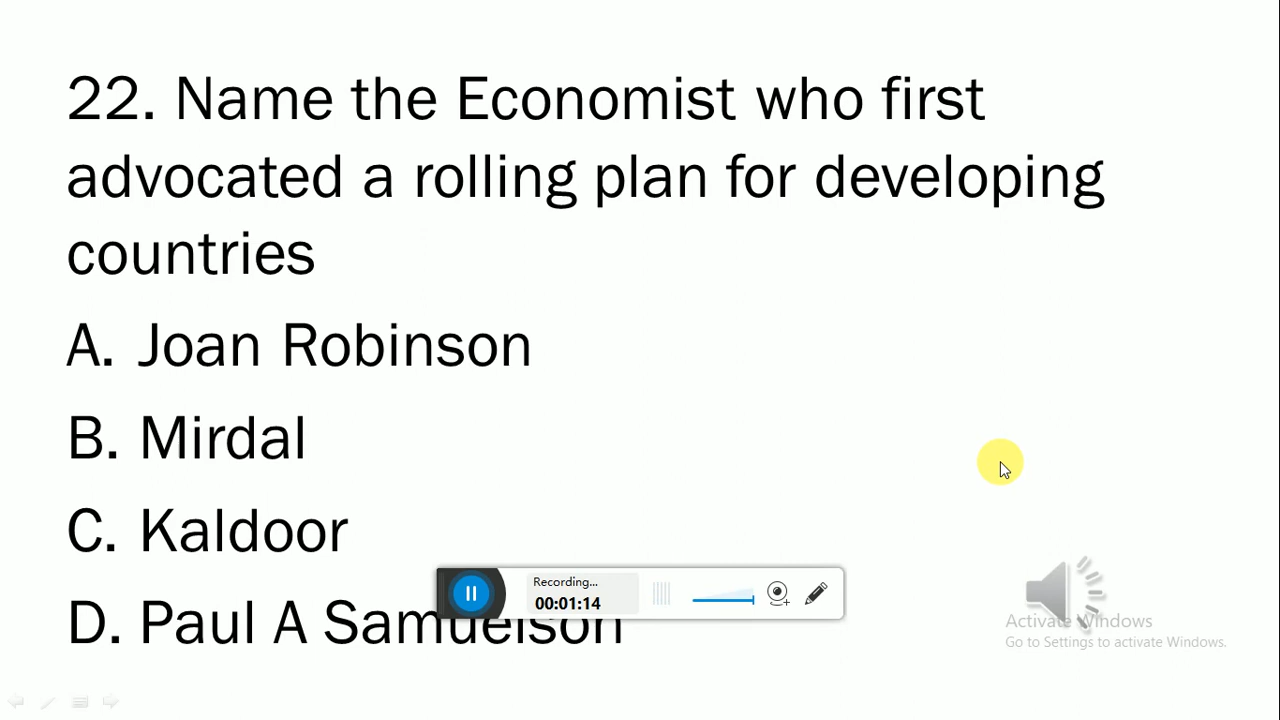 22. Name the Economist who first
advocated a rolling plan for developing
countries
A. Joan Robinson
B. Mirdal
C. Kaldoor
Recording...
00:01:14
D. Paul A Samuelson
Activate Windows
Go to Settings to activate Windows.